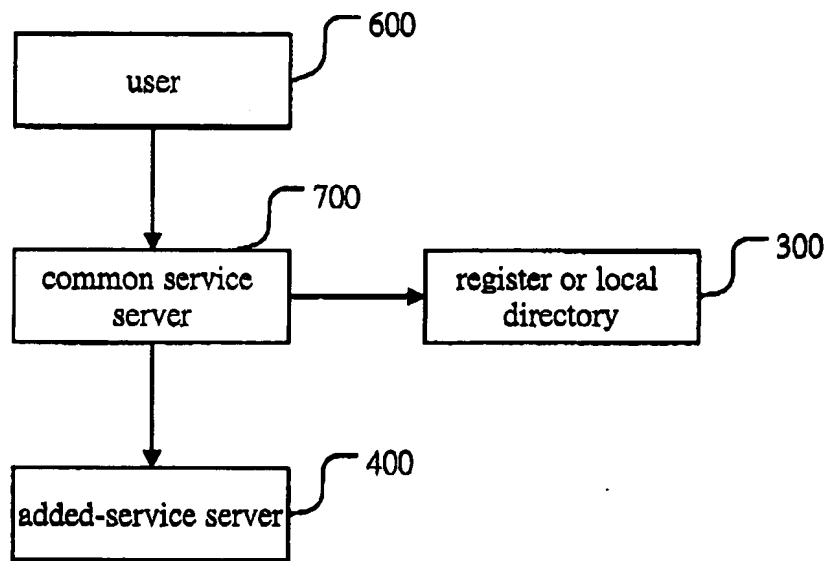 600
user
700
common service
server
300
register or local
directory
400
added-service server